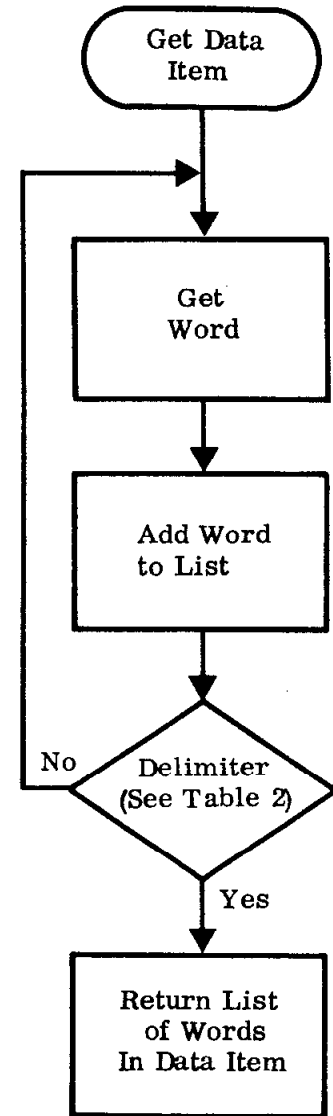 Get Data
Item
Get
Word
Add Word
to List
No
Delimiter
(See Table 2)
Yes
Return List
of Words
In Data Item